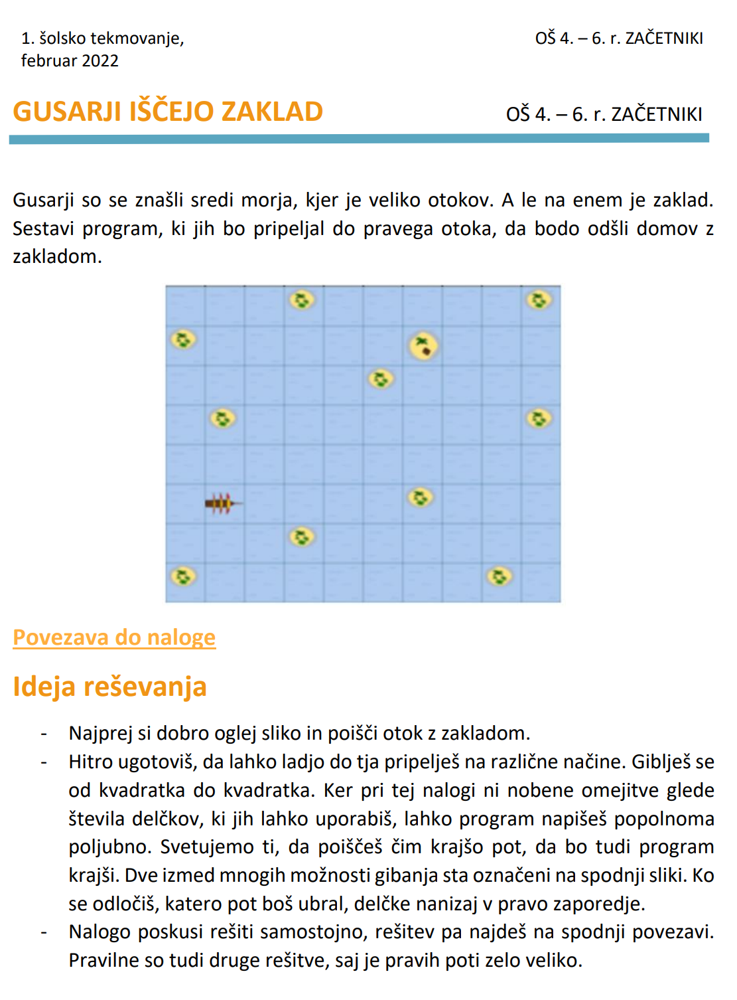 1. šolsko tekmovanje,
februar 2022
OŠ 4. – 6. r. ZAČETNIKI
GUSARJI IŠČEJO ZAKLAD
OŠ 4. – 6. r. ZAČETNIKI
Gusarji so se znašli sredi morja, kjer je veliko otokov. A le na enem je zaklad.
Sestavi program, ki jih bo pripeljal do pravega otoka, da bodo odšli domov z
zakladom.
Povezava do naloge
Ideja reševanja
- Najprej si dobro oglej sliko in poišči otok z zakladom.
- Hitro ugotoviš, da lahko ladjo do tja pripelješ na različne načine. Giblješ se
od kvadratka do kvadratka. Ker pri tej nalogi ni nobene omejitve glede
števila delčkov, ki jih lahko uporabiš, lahko program napišeš popolnoma
poljubno. Svetujemo ti, da poiščeš čim krajšo pot, da bo tudi program
krajši. Dve izmed mnogih možnosti gibanja sta označeni na spodnji sliki. Ko
se odločiš, katero pot boš ubral, delčke nanizaj v pravo zaporedje.
- Nalogo poskusi rešiti samostojno, rešitev pa najdeš na spodnji povezavi.
Pravilne so tudi druge rešitve, saj je pravih poti zelo veliko.